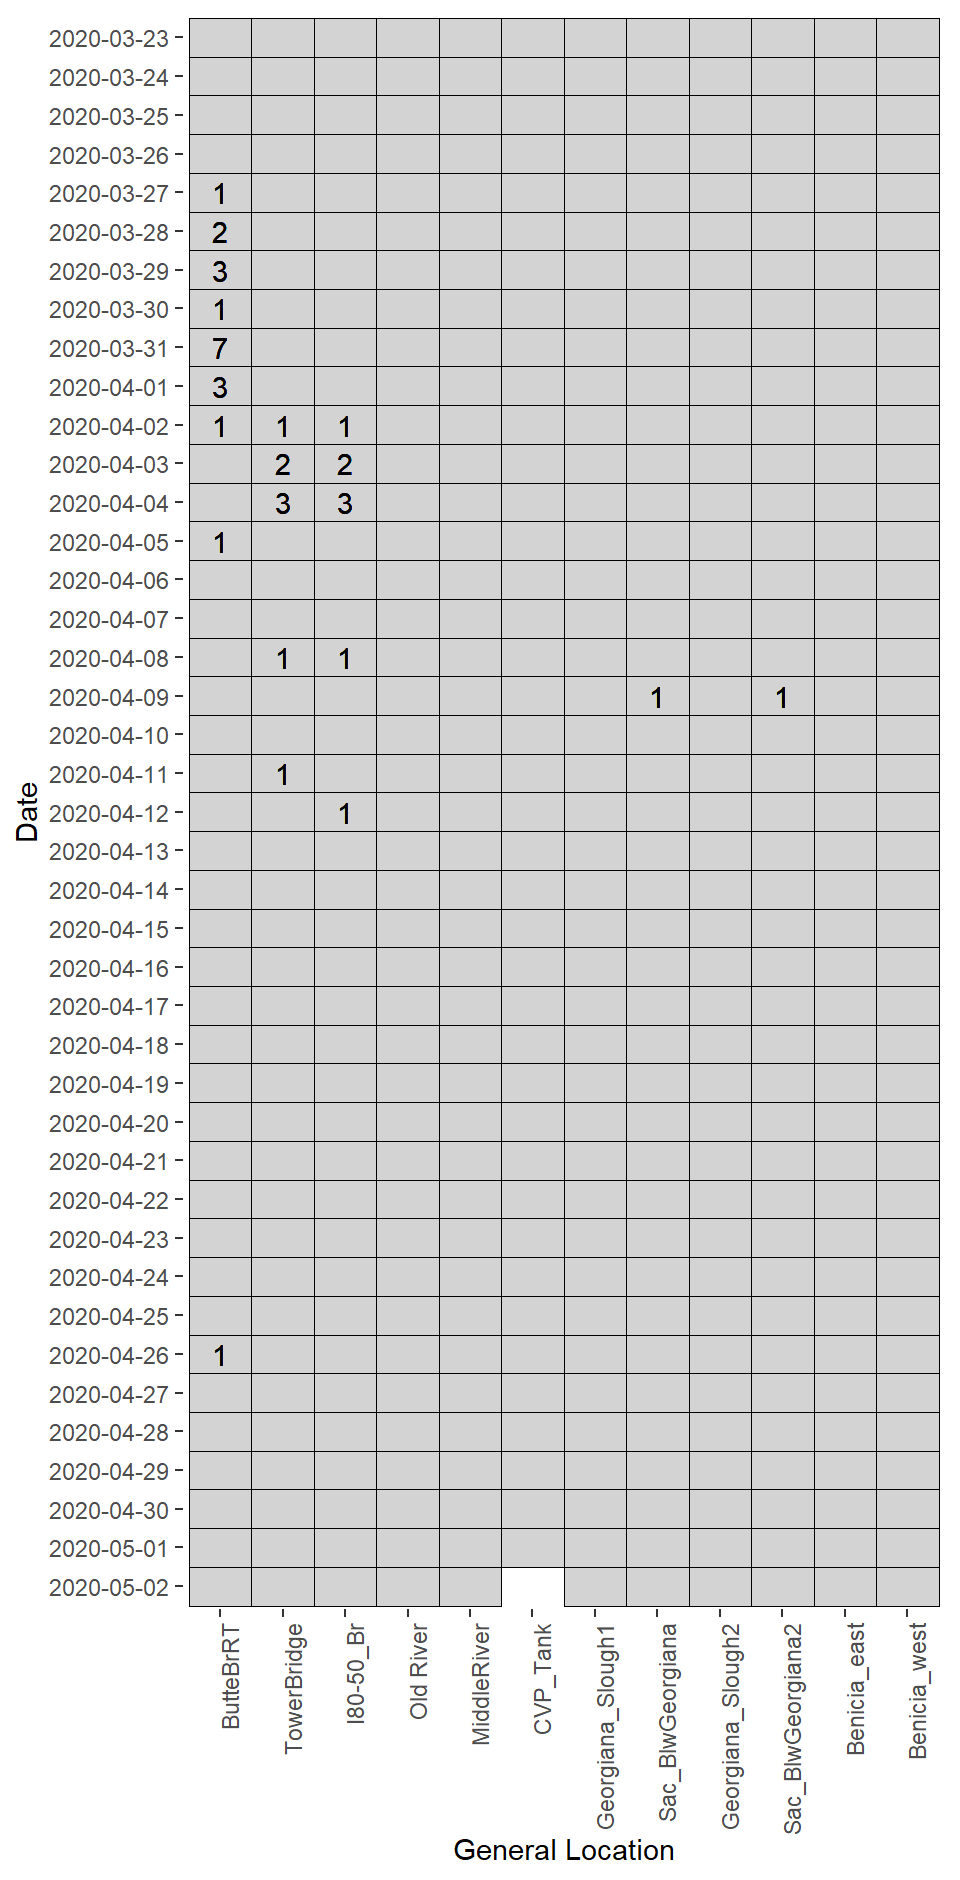 2020-03-23
2020-03-24
2020-03-25
2020-03-26
2020-03-27 1
2020-03-28 2
2020-03-29 3
2020-03-30 1
2020-03-31 7
2020-04-01 3
2020-04-02 1 1 1
2020-04-03 2 2
2020-04-04 3 3
2020-04-05 1
2020-04-06
2020-04-07
2020-04-08 1 1
2020-04-09 1 1
2020-04-10
2020-04-11 1
2020-04-12 1
2020-04-13
2020-04-14
2020-04-15
2020-04-16
2020-04-17
2020-04-18
2020-04-19
2020-04-20
2020-04-21
2020-04-22
2020-04-23
2020-04-24
2020-04-25
2020-04-26 1
2020-04-27
2020-04-28
2020-04-29
2020-04-30
2020-05-01
2020-05-02
Date
ButteBrRT
TowerBridge
I80-50_Br
Old River
MiddleRiver
CVP_Tank
Georgiana_Slough1
Sac_BlwGeorgiana
Georgiana_Slough2
Sac_BlwGeorgiana2
Benicia_east
Benicia_west
General Location